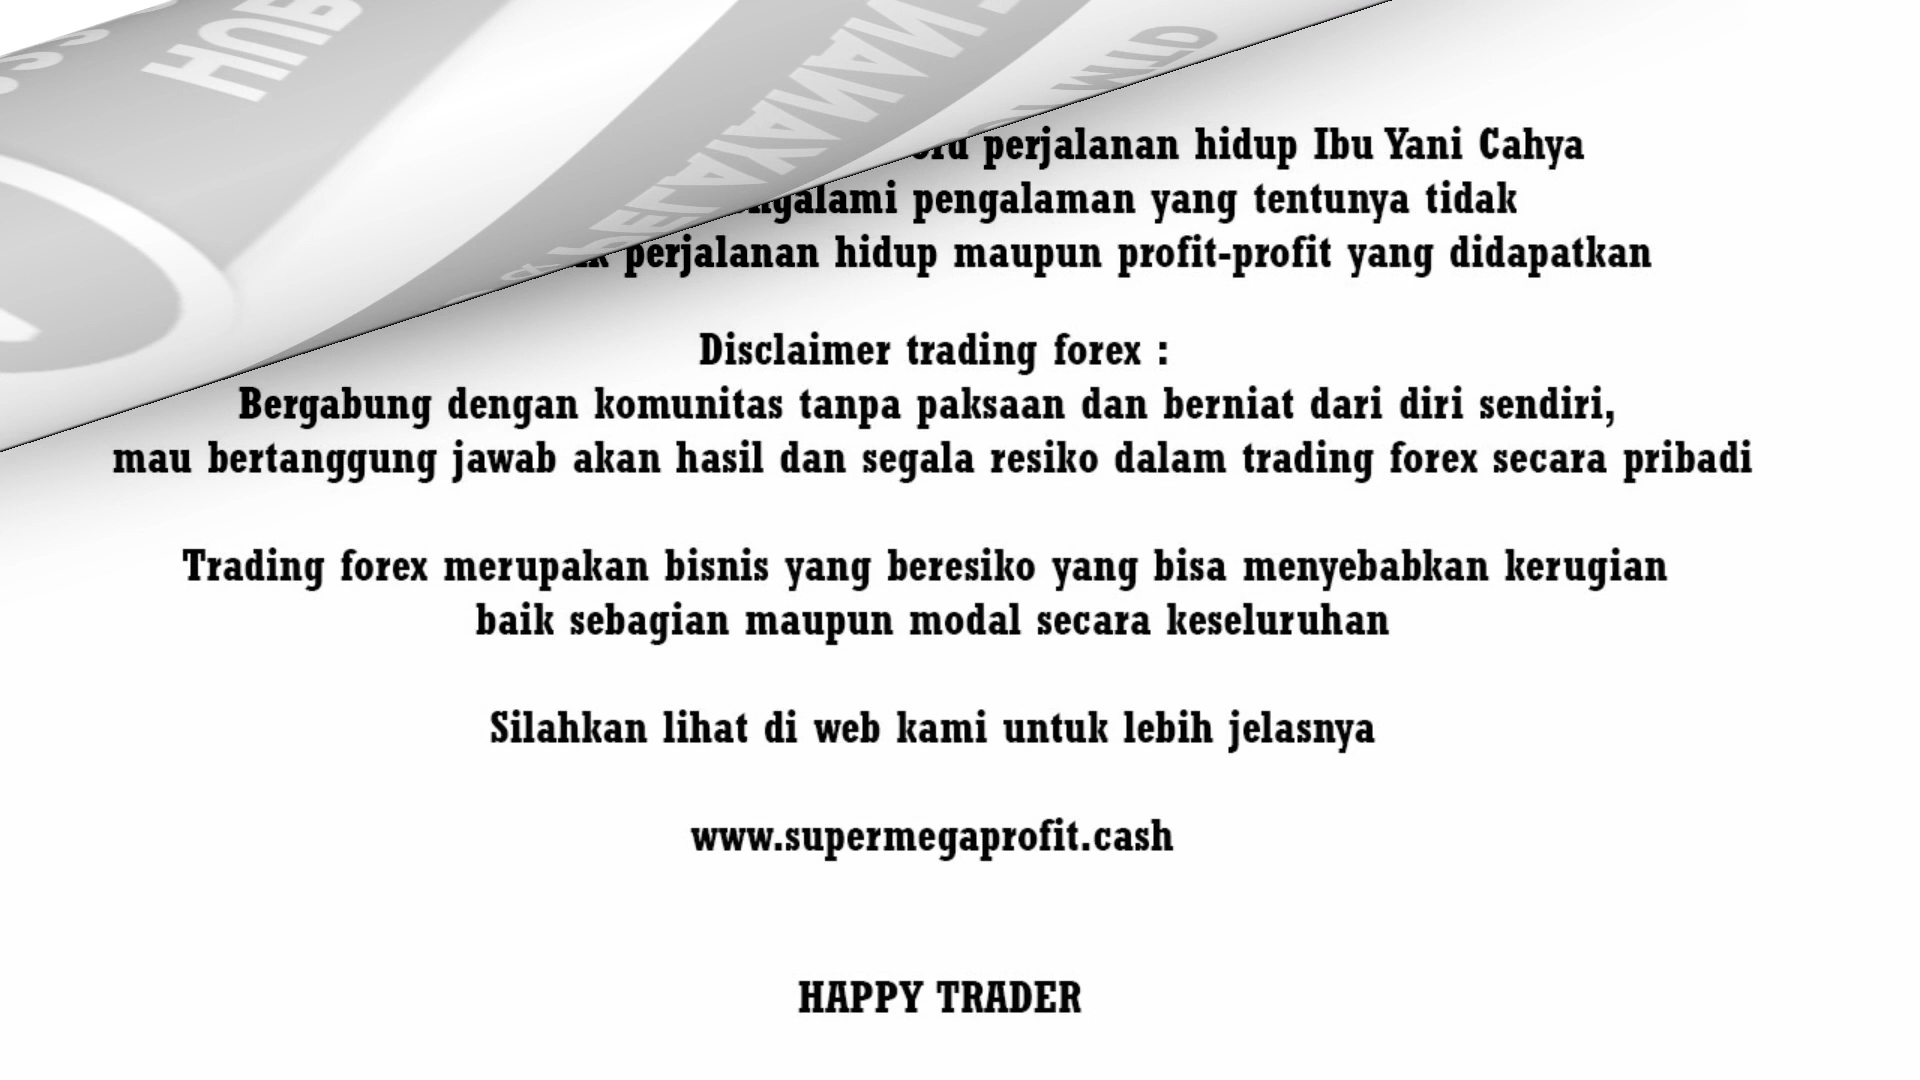 perjalanan hidup Ibu Yani Cahya
pengalaman yang tentunya tidak
perjalanan hidup maupun profit-profit yang didapatkan
Disclaimer trading forex :
Bergabung dengan komunitas tanpa paksaan dan berniat dari diri sendiri,
mau bertanggung jawab akan hasil dan segala resiko dalam trading forex secara pribadi
Trading forex merupakan bisnis yang beresiko yang bisa menyebabkan kerugian
baik sebagian maupun modal secara keseluruhan
Silahkan lihat di web kami untuk lebih jelasnya
www.supermegaprofit.cash
HAPPY TRADER